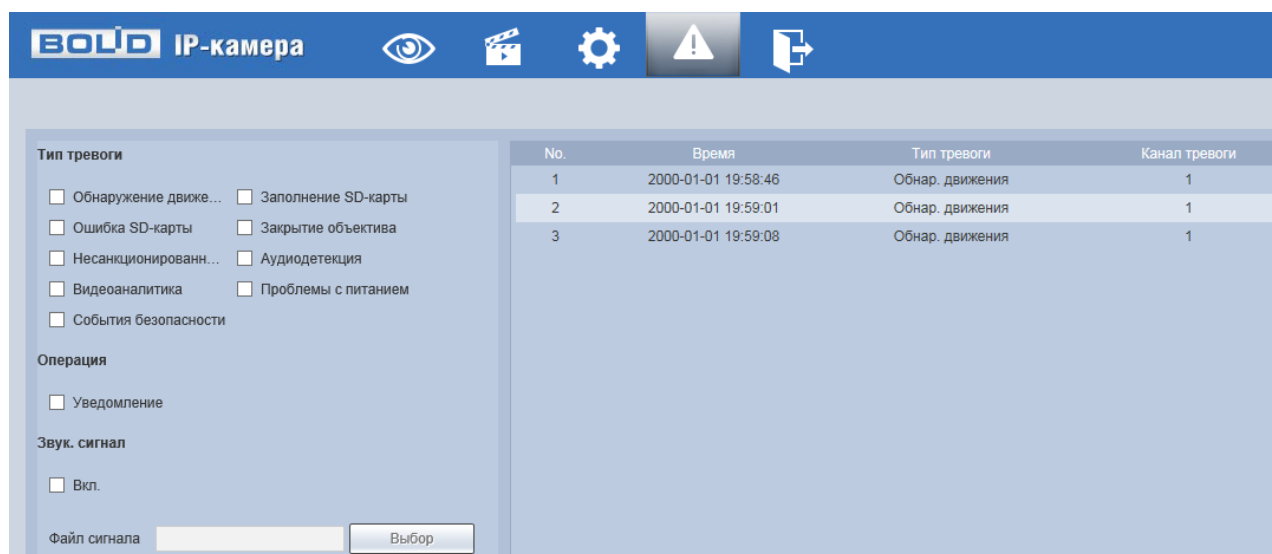 BOLID IP-камера
Тип тревоги
Обнаружение движе... Заполнение SD-карты
Ошибка SD-карты Закрытие объектива
Несанкционированн... Аудиодетекция
Видеоаналитика Проблемы с питанием
События безопасности
Операция
Уведомление
Звук. сигнал
Вкл.
Файл сигнала Выбор
No. Время Тип тревоги Канал тревоги
1 2000-01-01 19:58:46 Обнар. движения 1
2 2000-01-01 19:59:01 Обнар. движения 1
3 2000-01-01 19:59:08 Обнар. движения 1